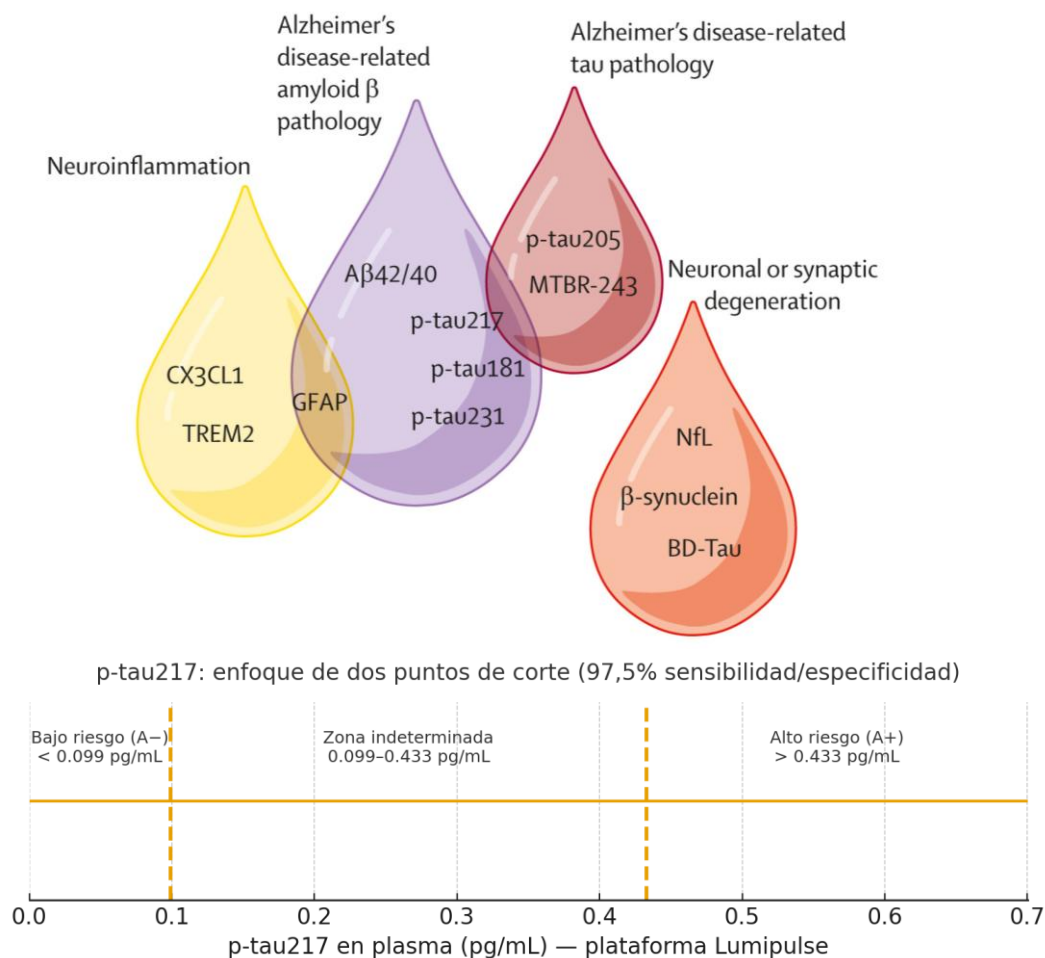 Alzheimer's
disease-related
amyloid β
pathology
Alzheimer's disease-related
tau pathology
Neuroinflammation
Neuronal or synaptic
degeneration
CX3CL1
TREM2
GFAP
Aβ42/40
p-tau217
p-tau181
p-tau231
p-tau205
MTBR-243
NfL
β-synuclein
BD-Tau
p-tau217: enfoque de dos puntos de corte (97,5% sensibilidad/especificidad)
Bajo riesgo (A−)
< 0.099 pg/mL
Zona indeterminada
0.099–0.433 pg/mL
Alto riesgo (A+)
> 0.433 pg/mL
0.0 0.1 0.2 0.3 0.4 0.5 0.6 0.7
p-tau217 en plasma (pg/mL) — plataforma Lumipulse